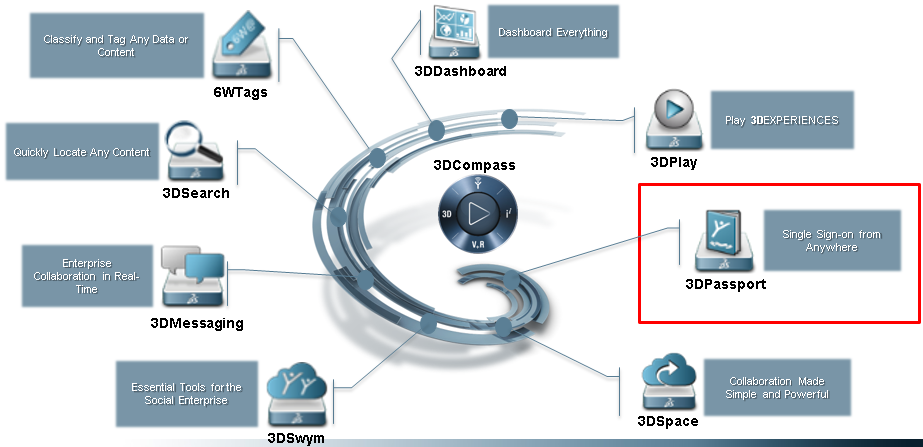 Classify and Tag Any Data or
Content
6W@
6WTags
Dashboard Everything
3DDashboard
Play 3DEXPERIENCES
3DPlay
Quickly Locate Any Content
3DSearch
3DCompass
3D
i²
V.R
Single Sign-on from
Anywhere
3DPassport
Enterprise
Collaboration in Real-
Time
3DMessaging
Essential Tools for the
Social Enterprise
3DSwym
Collaboration Made
Simple and Powerful
3DSpace